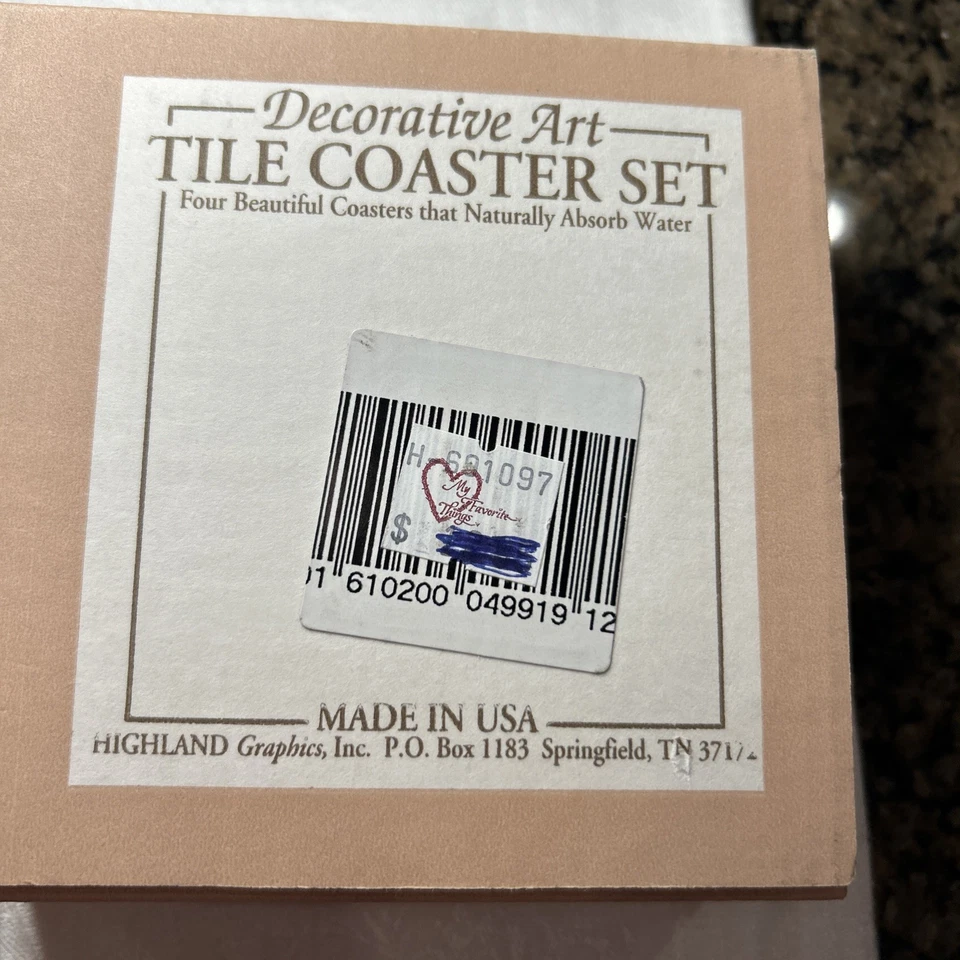 Decorative Art
TILE COASTER SET
Four Beautiful Coasters that Naturally Absorb Water
H 601097
My
Favorite
Things
$
610200 049919 12
MADE IN USA
HIGHLAND Graphics, Inc. P.O. Box 1183 Springfield, TN